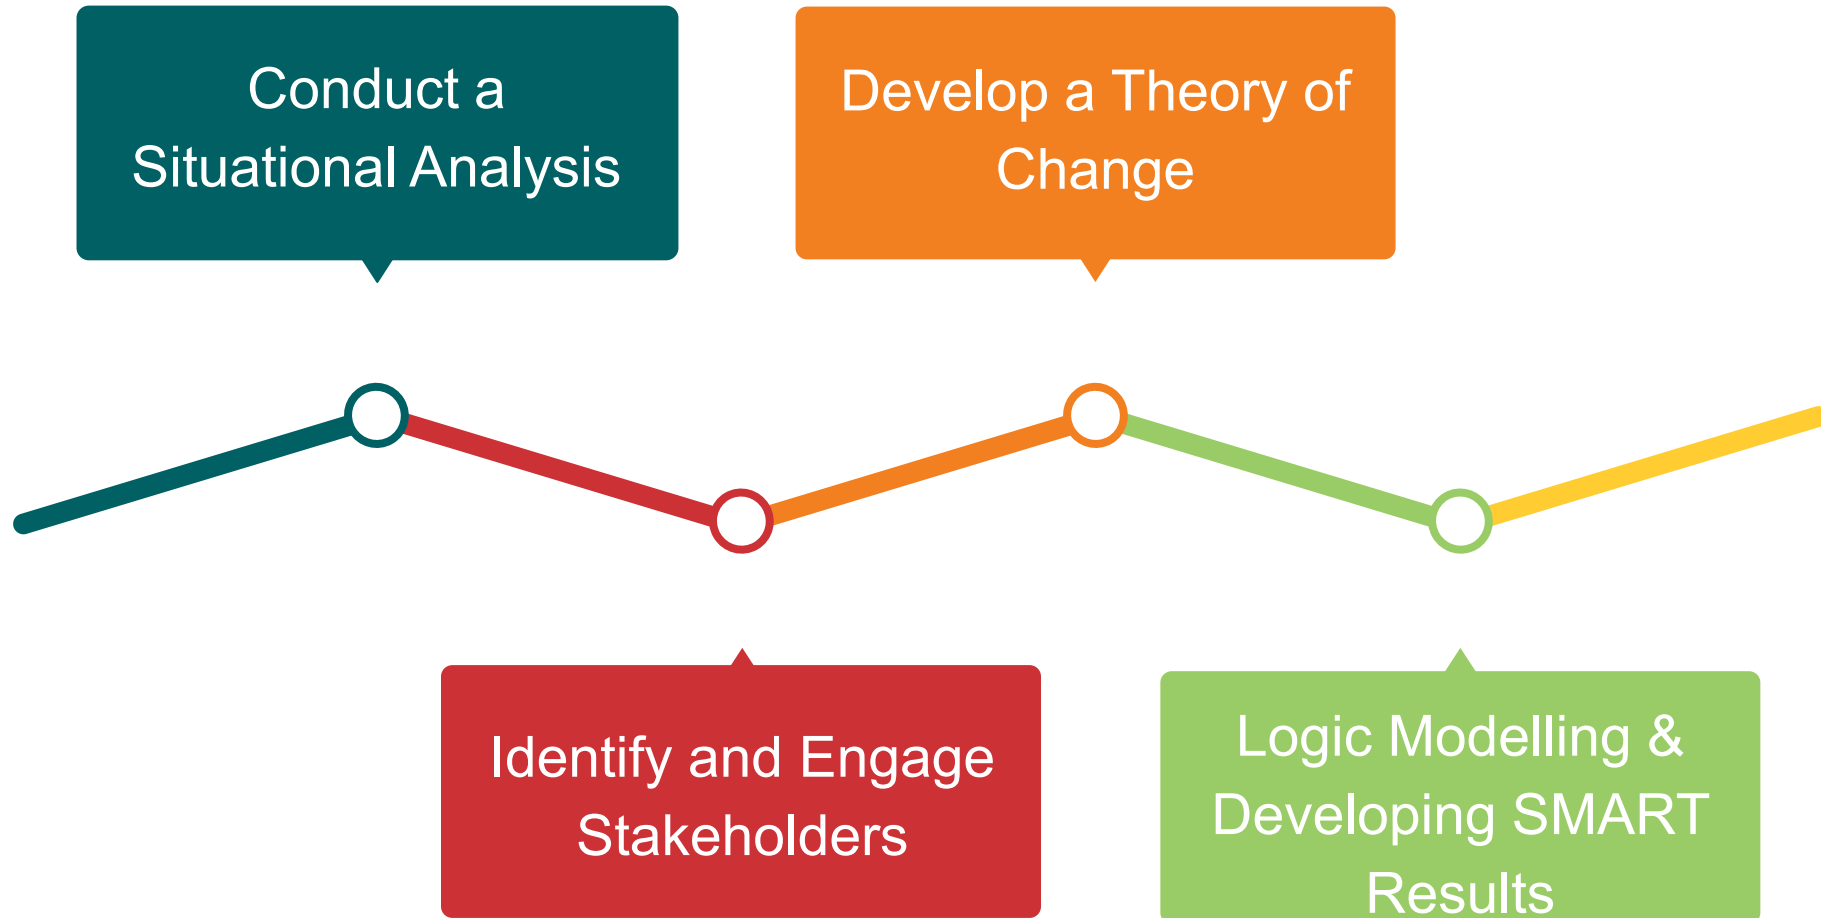 Conduct a
Situational Analysis
Identify and Engage
Stakeholders
Develop a Theory of
Change
Logic Modelling &
Developing SMART
Results